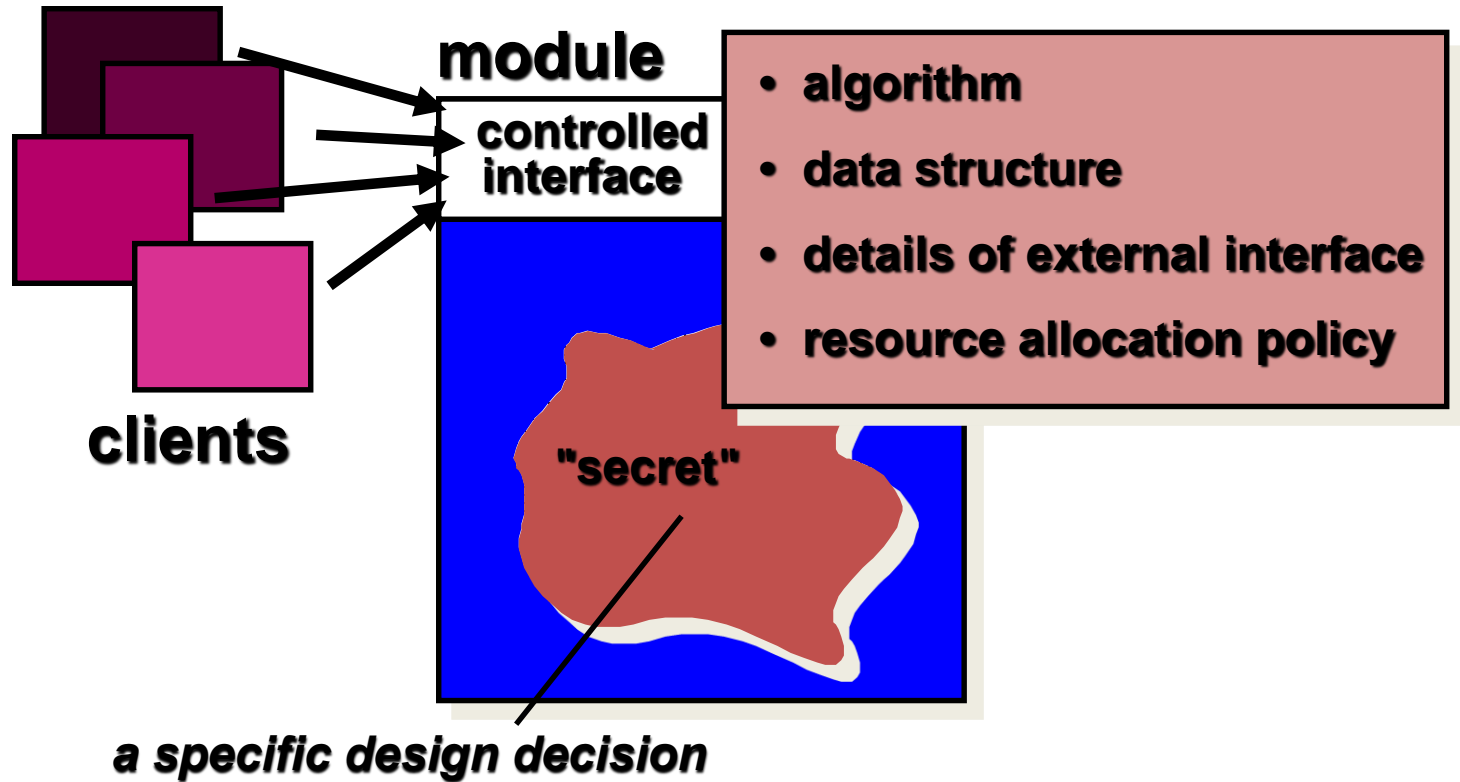 module
controlled
interface
• algorithm
• data structure
• details of external interface
• resource allocation policy
clients
"secret"
a specific design decision